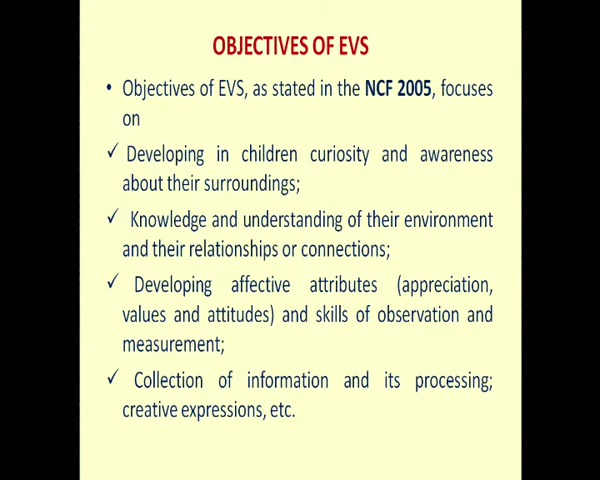 OBJECTIVES OF EVS
• Objectives of EVS, as stated in the NCF 2005, focuses
on
✓ Developing in children curiosity and awareness
about their surroundings;
✓ Knowledge and understanding of their environment
and their relationships or connections;
✓ Developing affective attributes (appreciation,
values and attitudes) and skills of observation and
measurement;
✓ Collection of information and its processing;
creative expressions, etc.